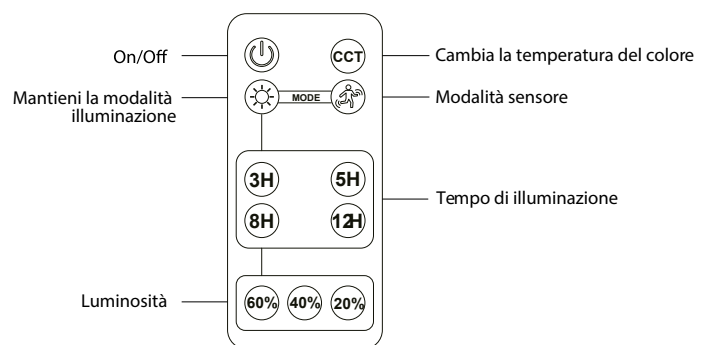 On/Off
CCT
Cambia la temperatura del colore
Mantieni la modalità
illuminazione
MODE
Modalità sensore
3H
5H
8H
12H
Tempo di illuminazione
Luminosità
60%
40%
20%